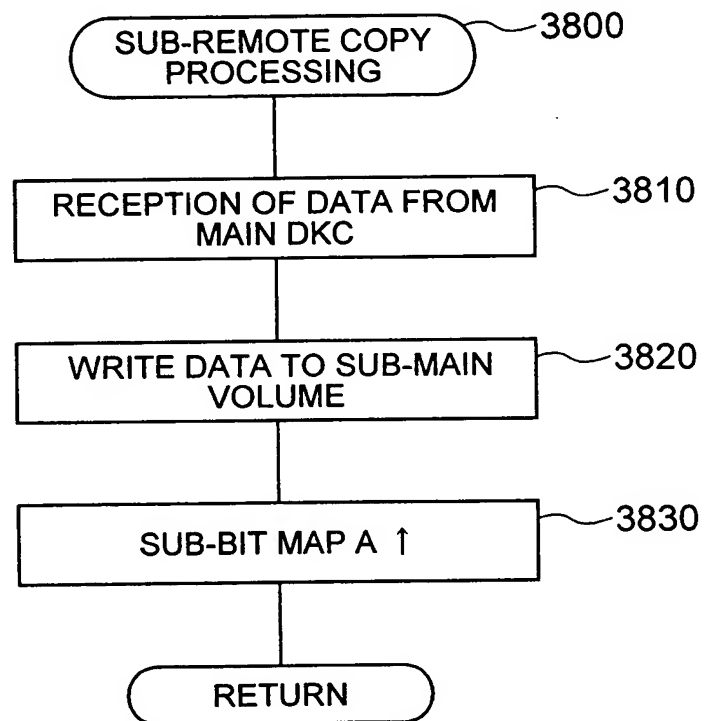 SUB-REMOTE COPY
PROCESSING
3800
RECEPTION OF DATA FROM
MAIN DKC
3810
WRITE DATA TO SUB-MAIN
VOLUME
3820
SUB-BIT MAP A ↑
3830
RETURN